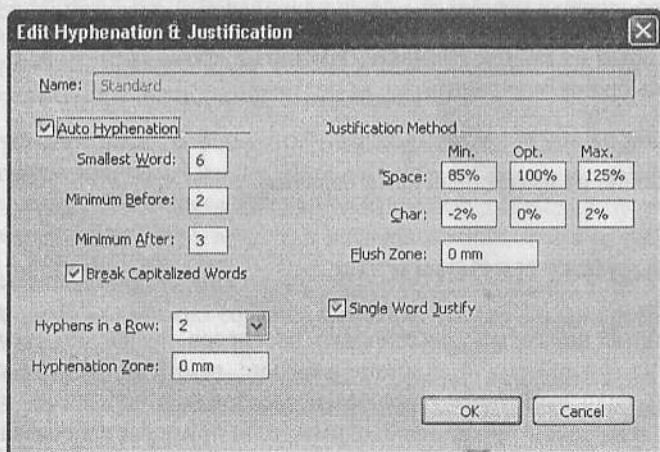 Edit Hyphenation & Justification
Name: Standard
Auto Hyphenation
Smallest Word: 6
Minimum Before: 2
Minimum After: 3
Break Capitalized Words
Hyphens in a Row: 2
Hyphenation Zone: 0 mm
Justification Method
Min. Opt. Max.
Space: 85% 100% 125%
Char: -2% 0% 2%
Flush Zone: 0 mm
Single Word Justify
OK Cancel